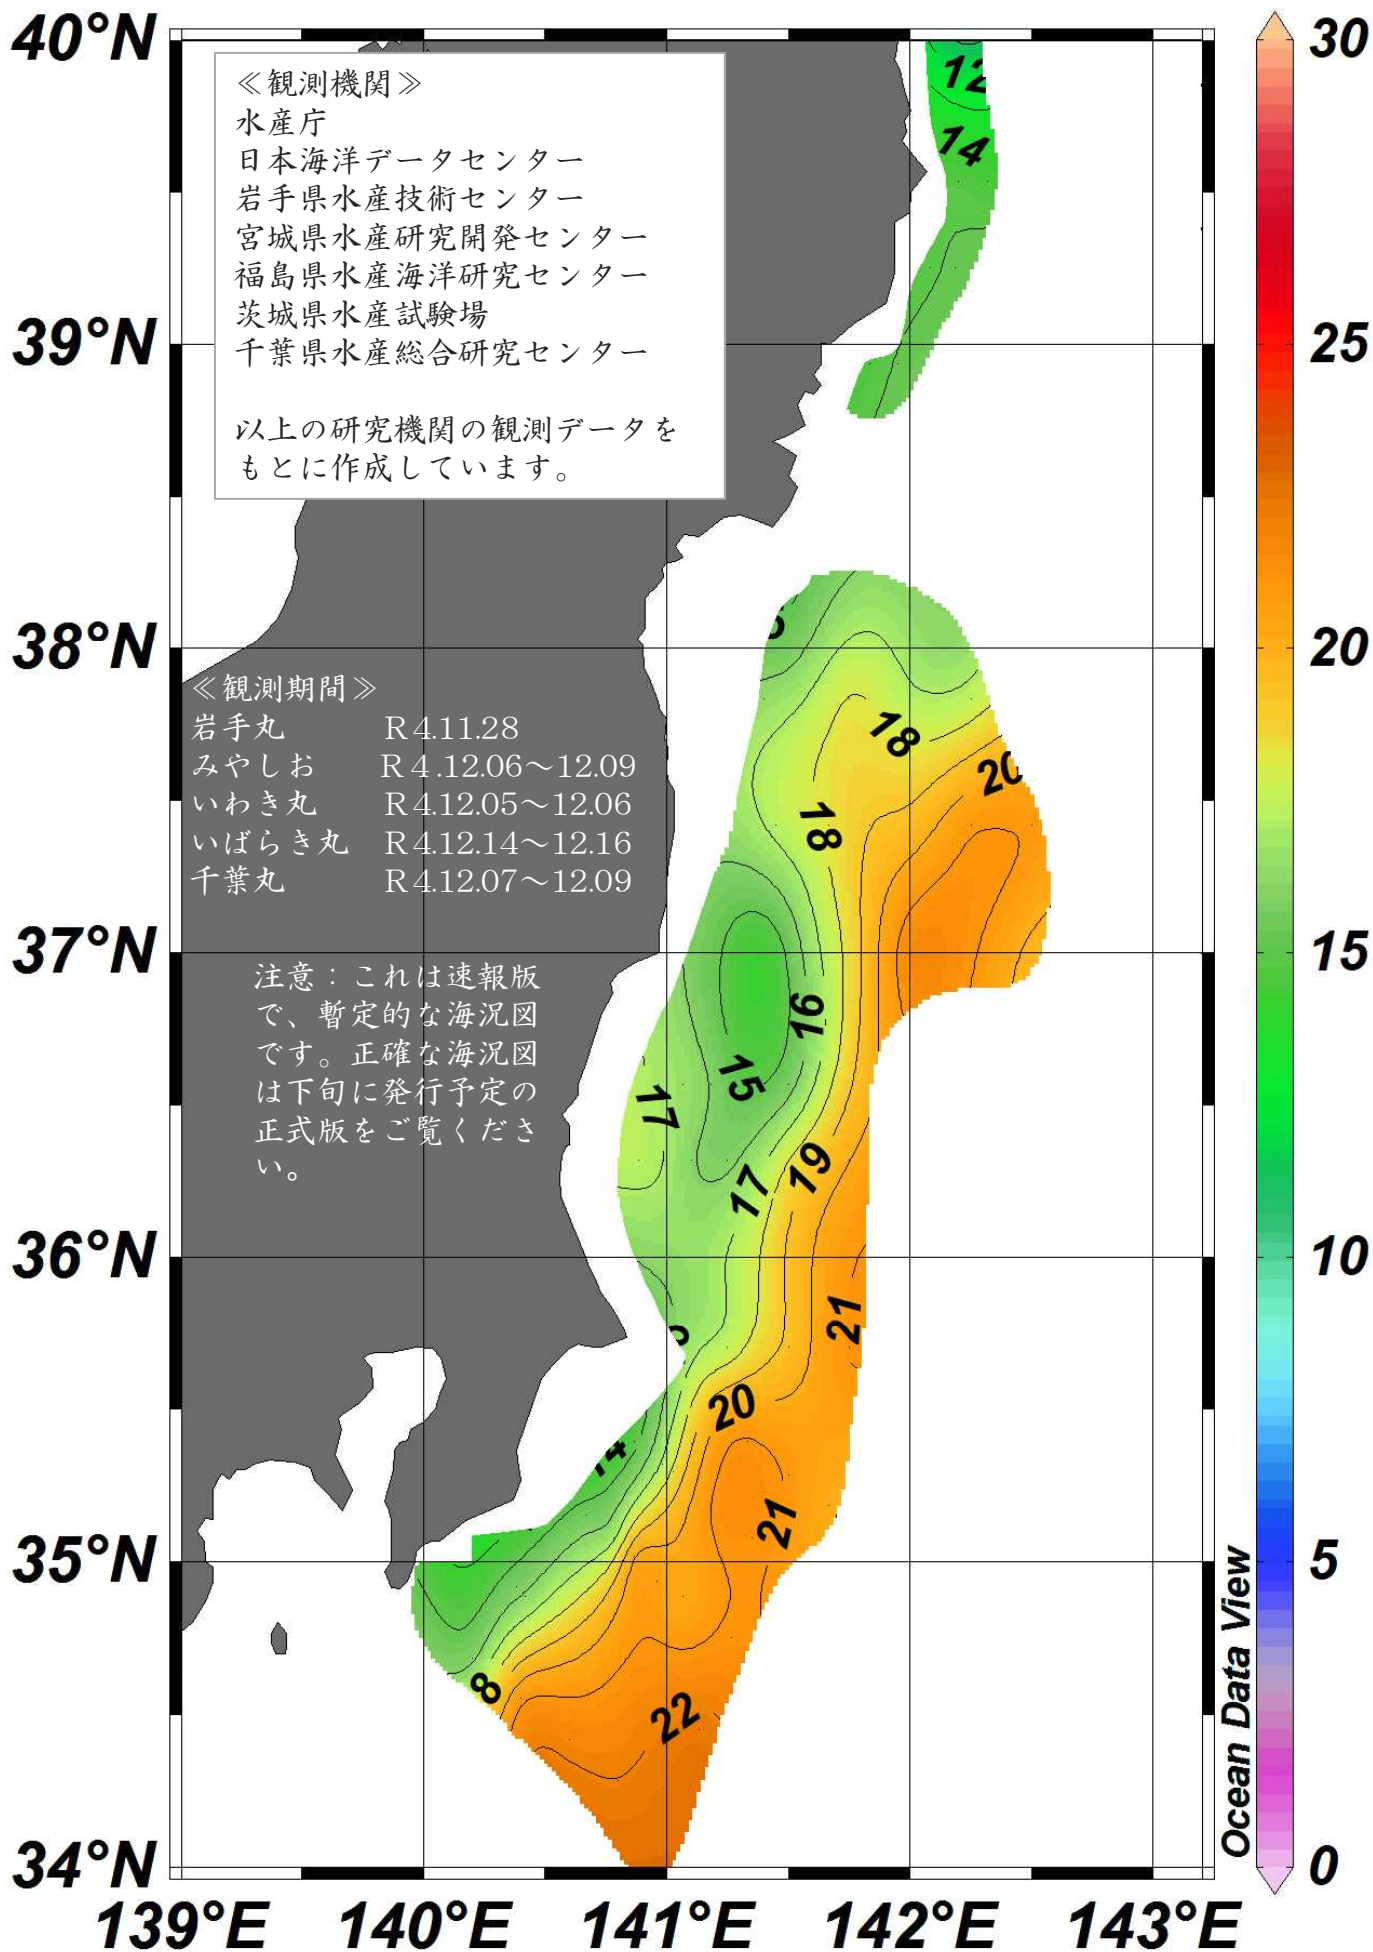 40°N
39°N
38°N
37°N
36°N
35°N
34°N
139°E
140°E
141°E
142°E
143°E
≪観測機関≫
水産庁
日本海洋データセンター
岩手県水産技術センター
宮城県水産研究開発センター
福島県水産海洋研究センター
茨城県水産試験場
千葉県水産総合研究センター
以上の研究機関の観測データを
もとに作成しています。
≪観測期間≫
岩手丸 R4.11.28
みやしお R4.12.06～12.09
いわき丸 R4.12.05～12.06
いばらき丸 R4.12.14～12.16
千葉丸 R4.12.07～12.09
注意：これは速報版
で、暫定的な海況図
です。正確な海況図
は下旬に発行予定の
正式版をご覧くださ
い。
12
14
18
20
18
16
15
17
17
19
21
20
21
8
22
30
25
20
15
10
5
0
Ocean Data View